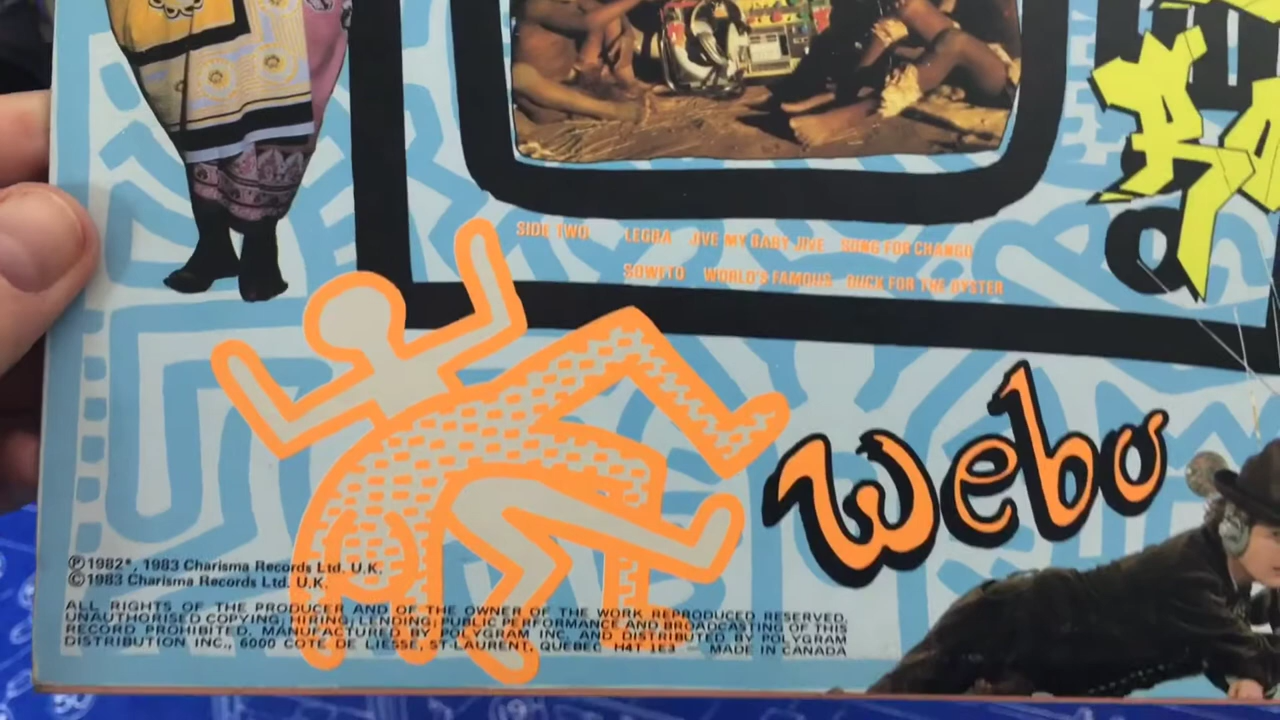 SIDE TWO LEGBA JIVE MY BABY JIVE SONG FOR CHANGO
SOWETO WORLD'S FAMOUS DUCK FOR THE OYSTER
webo
℗1982*, 1983 Charisma Records Ltd. U.K.
©1983 Charisma Records Ltd. U.K.
ALL RIGHTS OF THE PRODUCER AND OF THE OWNER OF THE WORK REPRODUCED RESERVED.
UNAUTHORISED COPYING, HIRING, LENDING, PUBLIC PERFORMANCE AND BROADCASTING OF THIS
RECORD PROHIBITED. MANUFACTURED BY POLYGRAM INC. AND DISTRIBUTED BY POLYGRAM
DISTRIBUTION INC., 6000 COTE DE LIESSE, ST-LAURENT, QUEBEC H4T 1E3 MADE IN CANADA